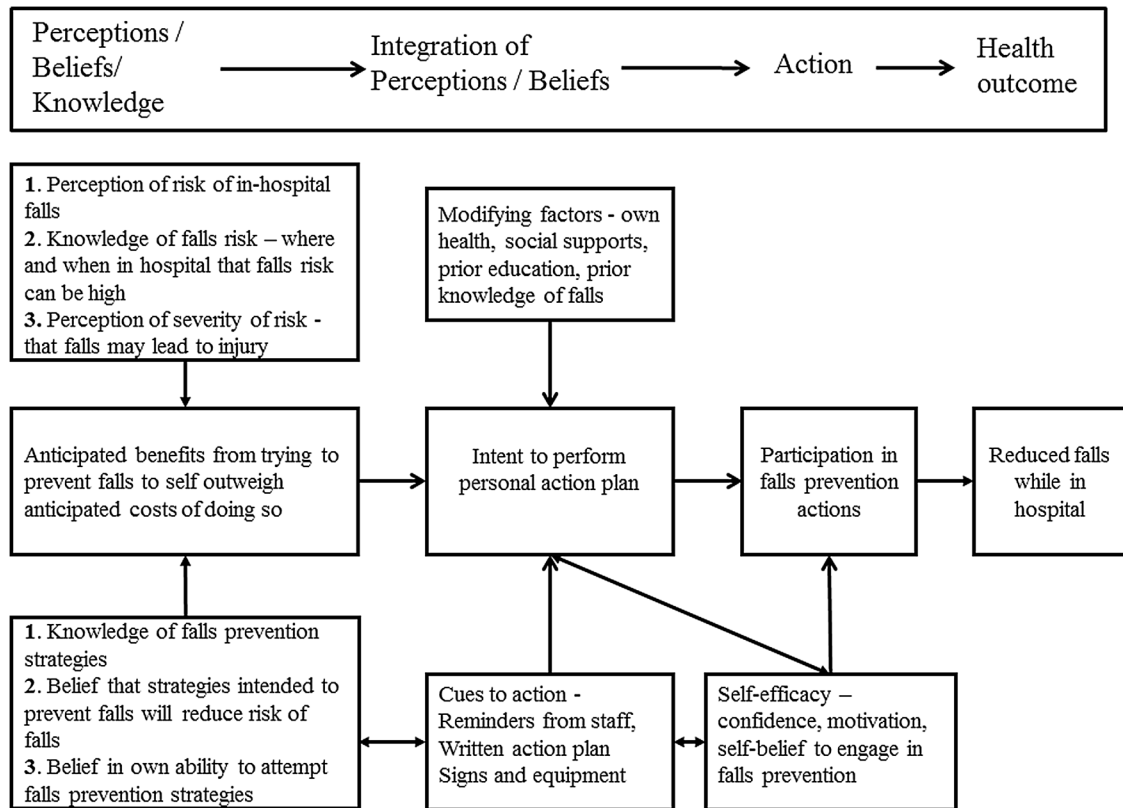 Perceptions /
Beliefs/
Knowledge
Integration of
Perceptions / Beliefs
Action
Health
outcome
1. Perception of risk of in-hospital
falls
2. Knowledge of falls risk – where
and when in hospital that falls risk
can be high
3. Perception of severity of risk -
that falls may lead to injury
Modifying factors - own
health, social supports,
prior education, prior
knowledge of falls
Anticipated benefits from trying to
prevent falls to self outweigh
anticipated costs of doing so
Intent to perform
personal action plan
Participation in
falls prevention
actions
Reduced falls
while in
hospital
1. Knowledge of falls prevention
strategies
2. Belief that strategies intended to
prevent falls will reduce risk of
falls
3. Belief in own ability to attempt
falls prevention strategies
Cues to action -
Reminders from staff,
Written action plan
Signs and equipment
Self-efficacy –
confidence, motivation,
self-belief to engage in
falls prevention